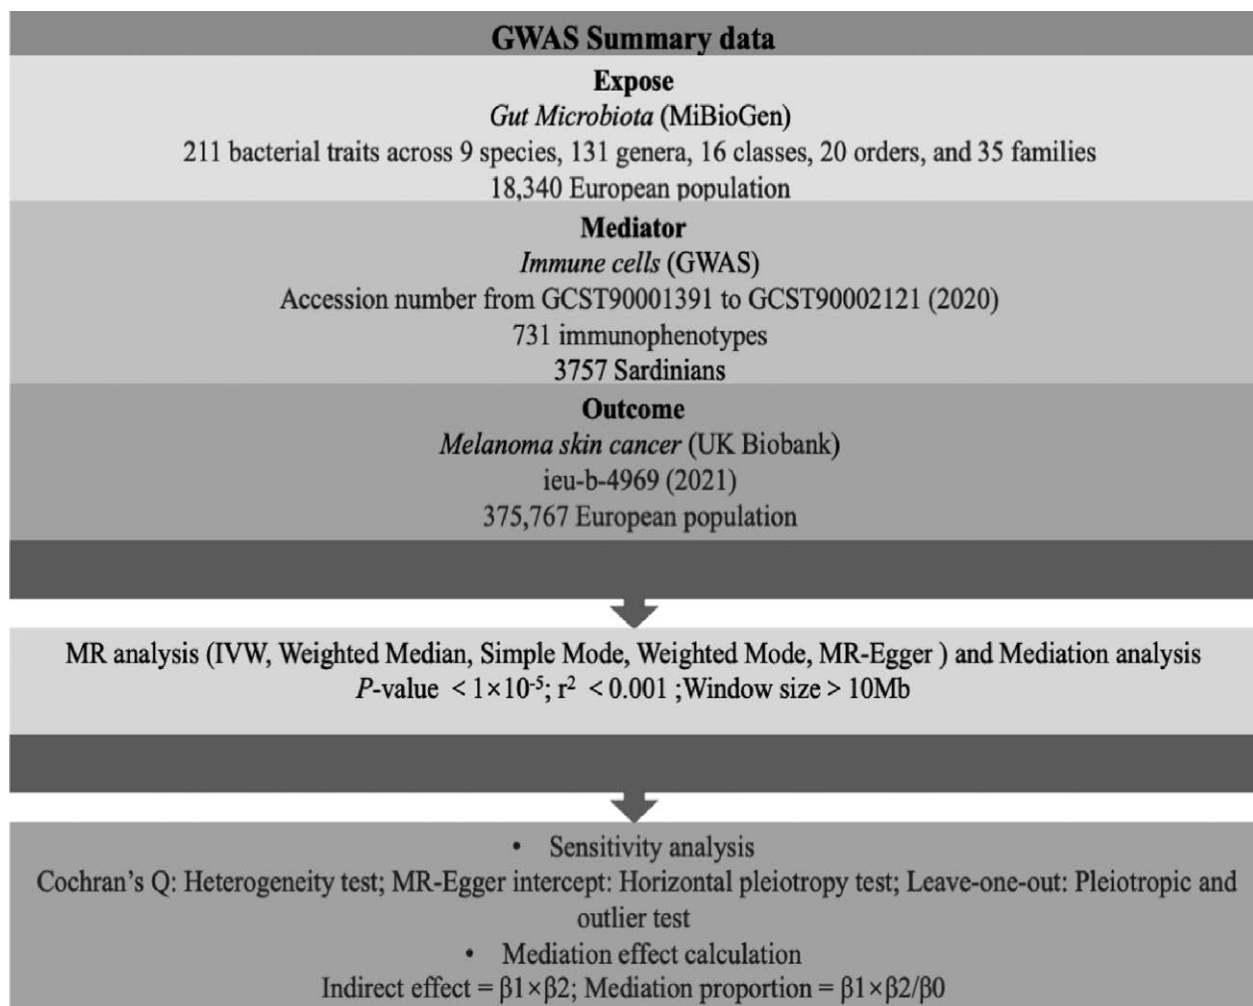 GWAS Summary data
Expose
Gut Microbiota (MiBioGen)
211 bacterial traits across 9 species, 131 genera, 16 classes, 20 orders, and 35 families
18,340 European population
Mediator
Immune cells (GWAS)
Accession number from GCST90001391 to GCST90002121 (2020)
731 immunophenotypes
3757 Sardinians
Outcome
Melanoma skin cancer (UK Biobank)
ieu-b-4969 (2021)
375,767 European population
MR analysis (IVW, Weighted Median, Simple Mode, Weighted Mode, MR-Egger ) and Mediation analysis
P-value < 1×10⁻⁵; r² < 0.001 ;Window size > 10Mb
• Sensitivity analysis
Cochran’s Q: Heterogeneity test; MR-Egger intercept: Horizontal pleiotropy test; Leave-one-out: Pleiotropic and
outlier test
• Mediation effect calculation
Indirect effect = β1×β2; Mediation proportion = β1×β2/β0